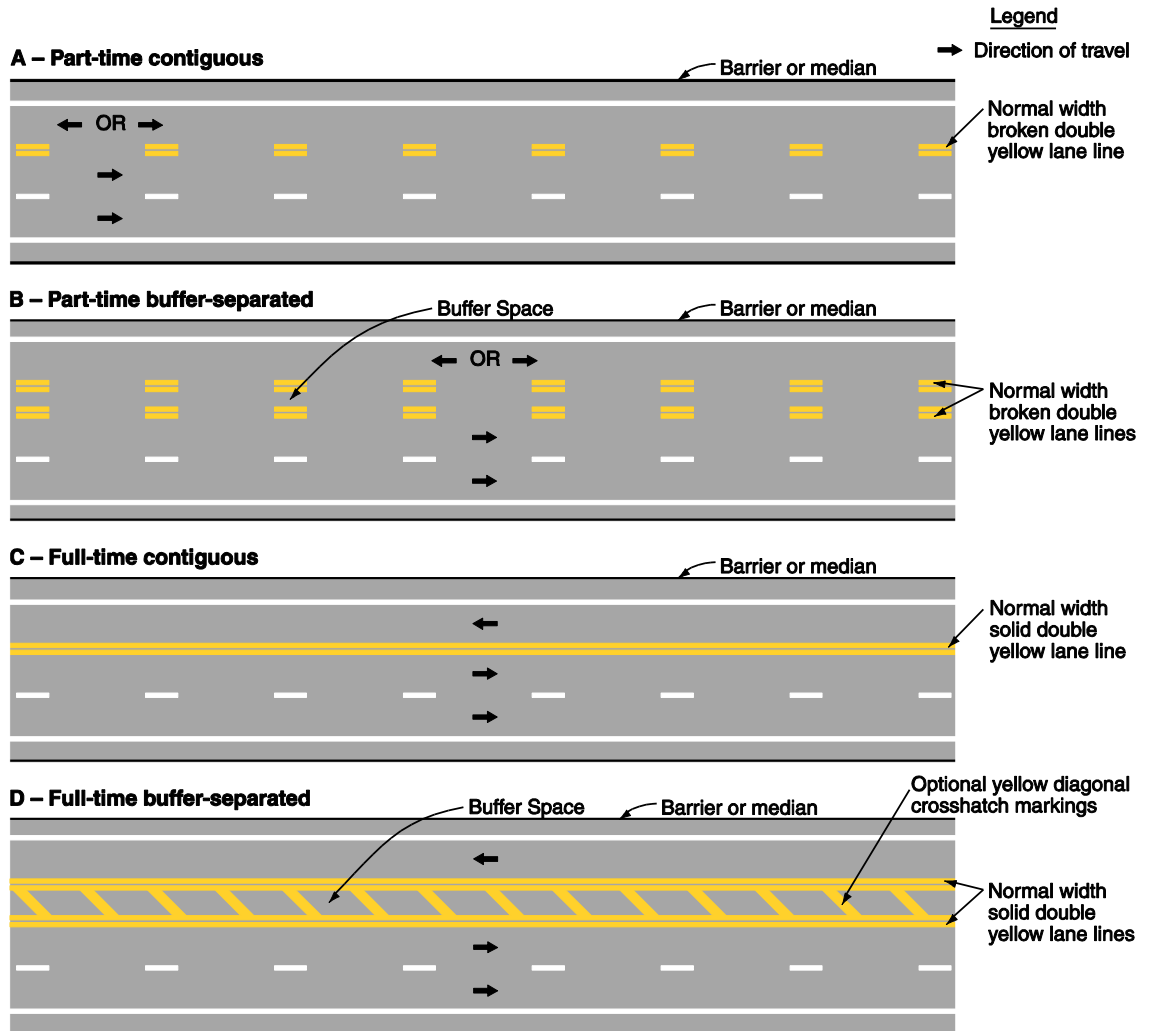 Legend
Direction of travel
A – Part-time contiguous
Barrier or median
OR
Normal width
broken double
yellow lane line
B – Part-time buffer-separated
Buffer Space
Barrier or median
OR
Normal width
broken double
yellow lane lines
C – Full-time contiguous
Barrier or median
Normal width
solid double
yellow lane line
D – Full-time buffer-separated
Buffer Space
Barrier or median
Optional yellow diagonal
crosshatch markings
Normal width
solid double
yellow lane lines